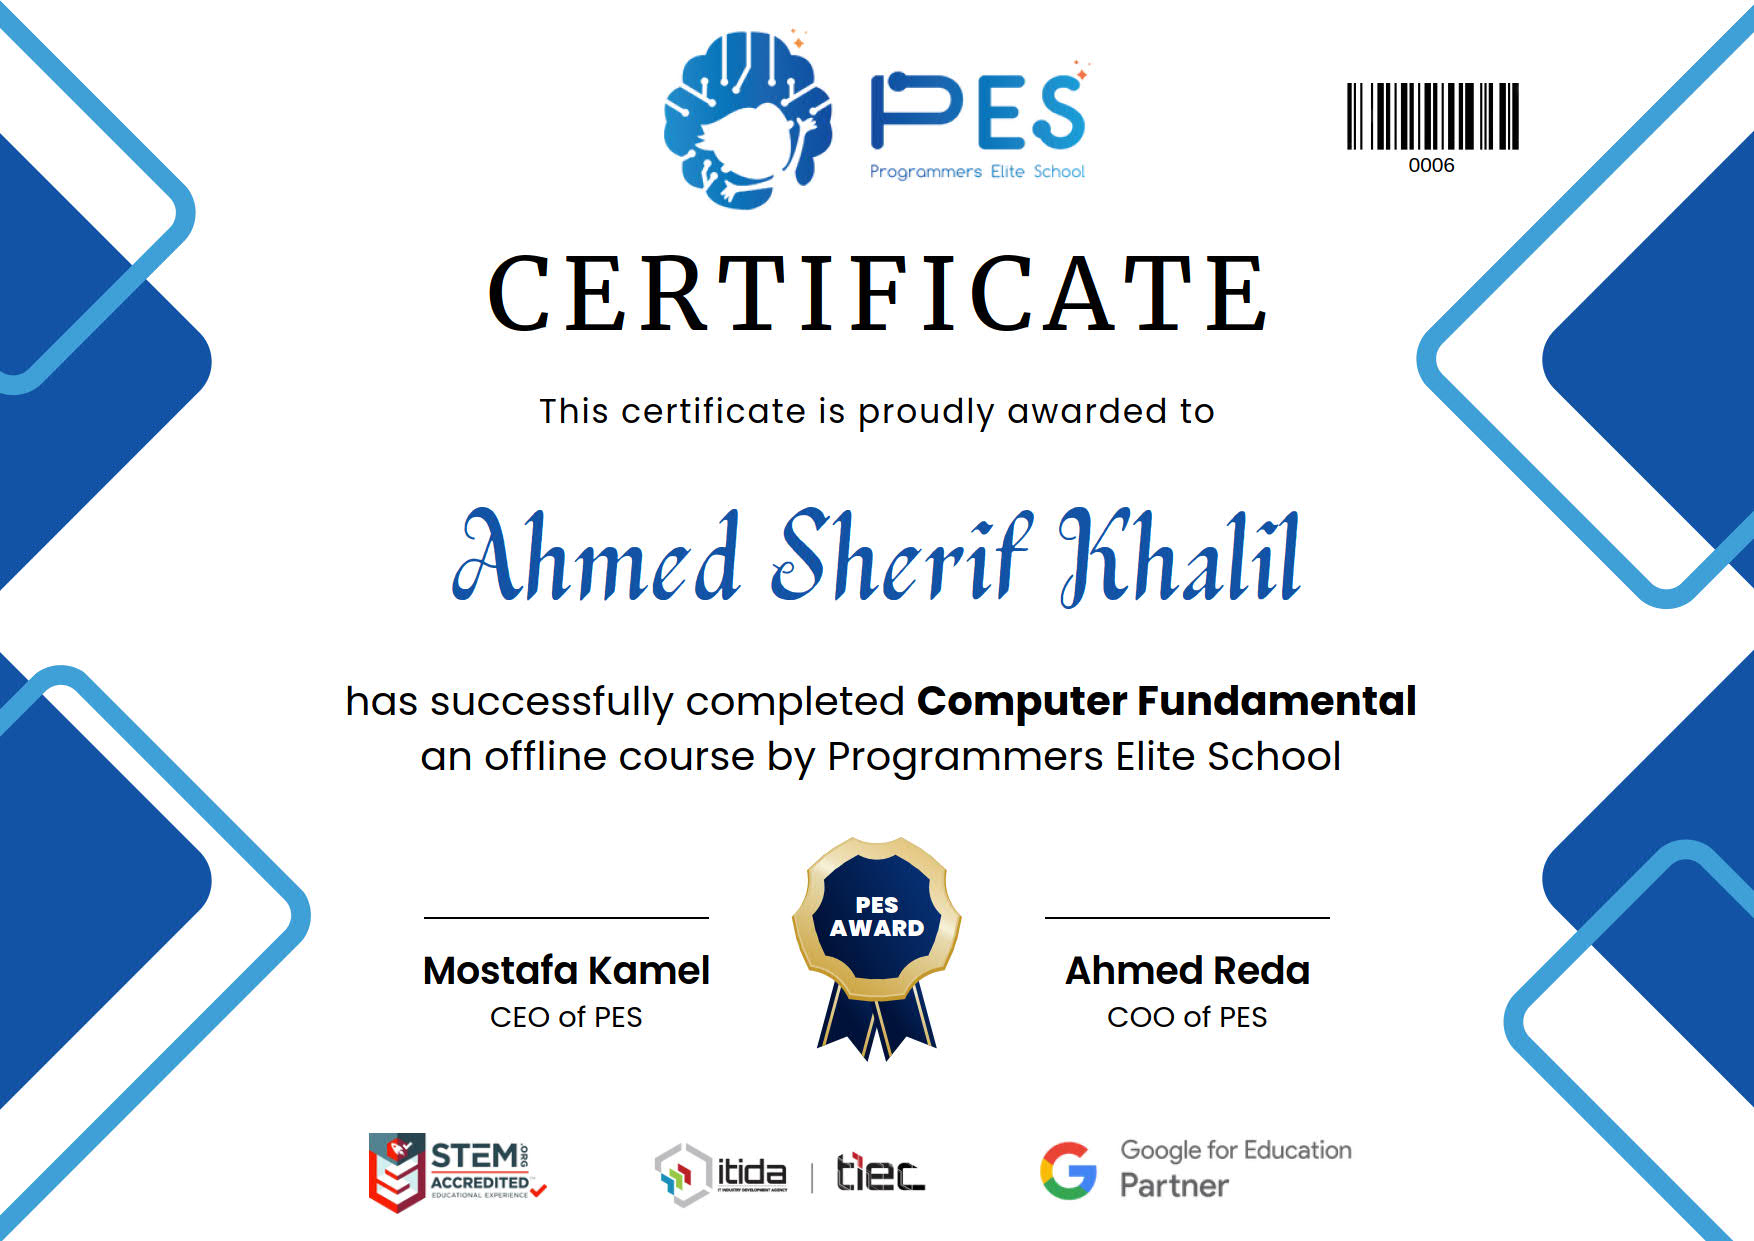 PES
Programmers Elite School
0006
CERTIFICATE
This certificate is proudly awarded to
Ahmed Sherif Khalil
has successfully completed Computer Fundamental
an offline course by Programmers Elite School
PES
AWARD
Mostafa Kamel
CEO of PES
Ahmed Reda
COO of PES
STEM.ORG
ACCREDITED
EDUCATIONAL EXPERIENCE
itida
IT INDUSTRY DEVELOPMENT AGENCY
tiec
Google for Education
Partner